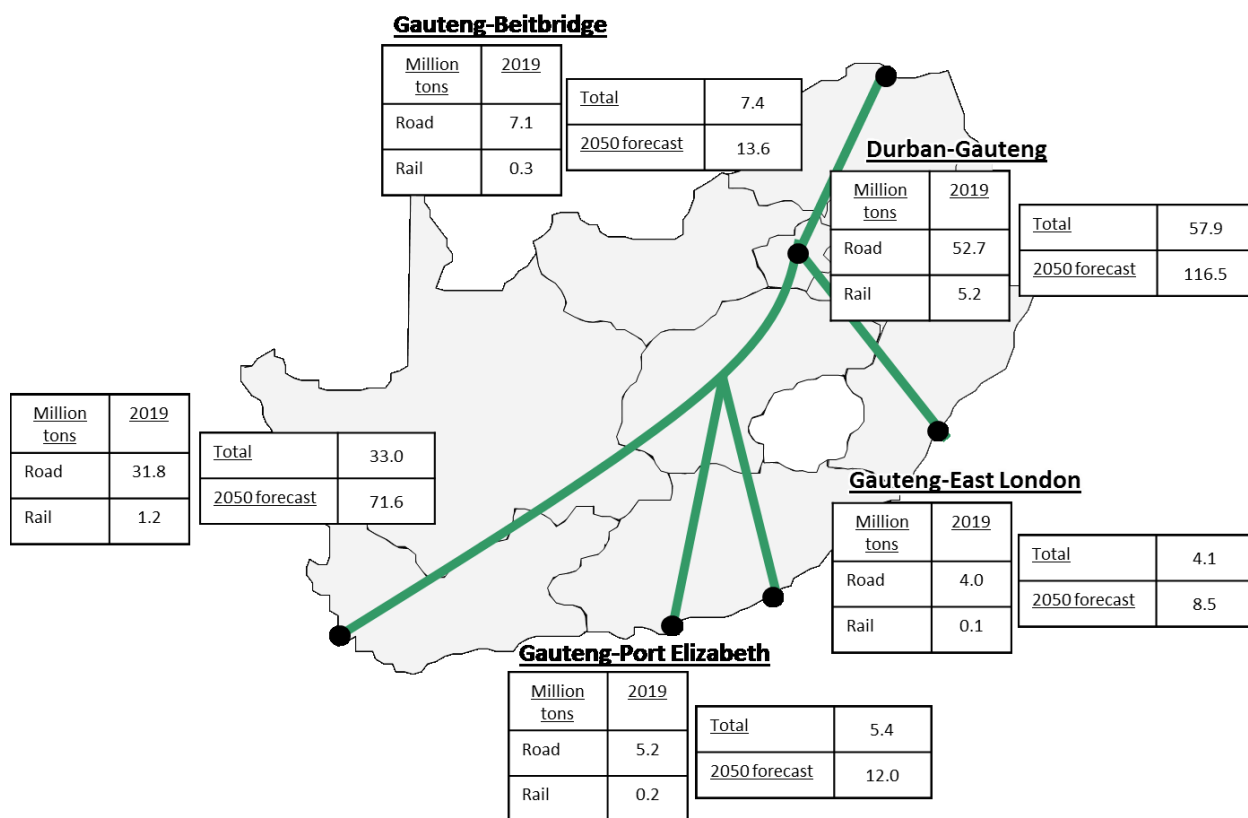 Gauteng-Beitbridge
Million tons 2019
Road 7.1
Rail 0.3
Total 7.4
2050 forecast 13.6
Durban-Gauteng
Million tons 2019
Road 52.7
Rail 5.2
Total 57.9
2050 forecast 116.5
Million tons 2019
Road 31.8
Rail 1.2
Total 33.0
2050 forecast 71.6
Gauteng-East London
Million tons 2019
Road 4.0
Rail 0.1
Total 4.1
2050 forecast 8.5
Gauteng-Port Elizabeth
Million tons 2019
Road 5.2
Rail 0.2
Total 5.4
2050 forecast 12.0